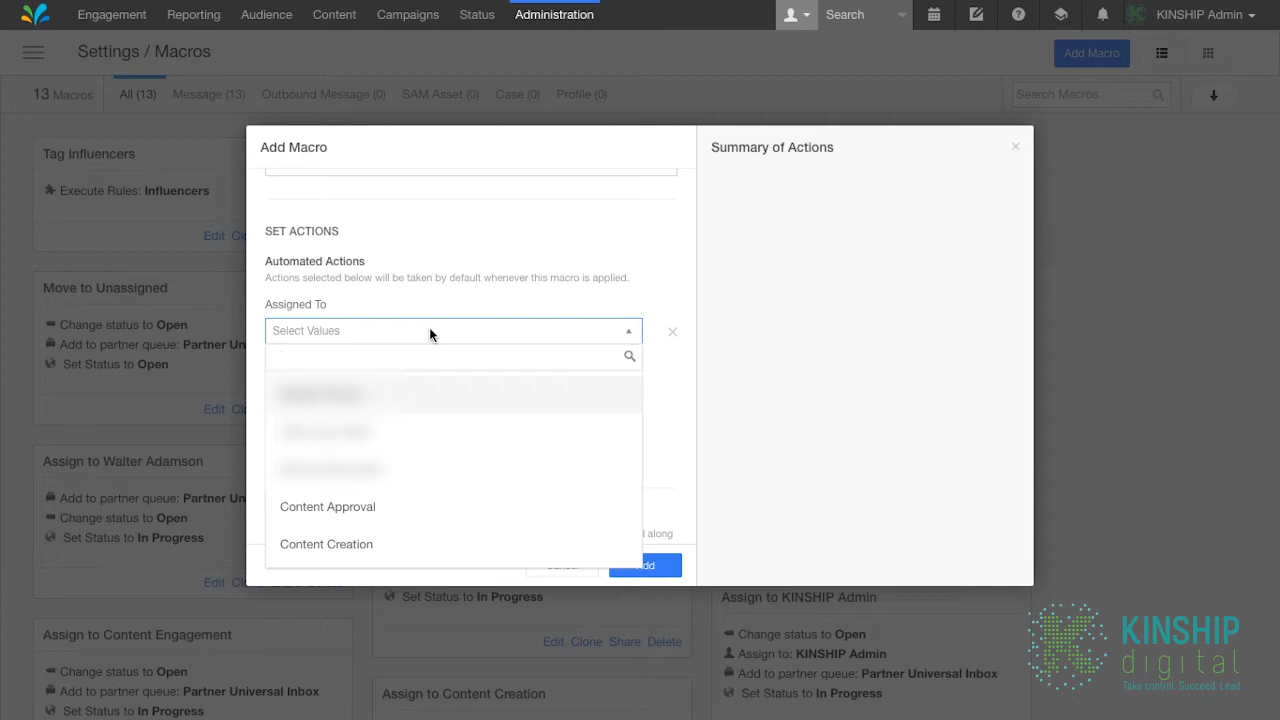 Engagement Reporting Audience Content Campaigns Status Administration Search KINSHIP Admin
Settings / Macros Add Macro
13 Macros All (13) Message (13) Outbound Message (0) SAM Asset (0) Case (0) Profile (0) Search Macros
Tag Influencers
Execute Rules: Influencers
Edit
Move to Unassigned
Change status to Open
Add to partner queue: Partner
Set Status to Open
Edit
Assign to Walter Adamson
Add to partner queue: Partner
Change status to Open
Set Status to In Progress
Edit
Assign to Content Engagement
Change status to Open
Add to partner queue: Partner Universal Inbox
Set Status to In Progress
Add Macro
SET ACTIONS
Automated Actions
Actions selected below will be taken by default whenever this macro is applied.
Assigned To
Select Values
Content Approval
Content Creation
along
Summary of Actions
Set Status to In Progress
Edit Clone Share Delete
Assign to Content Creation
Assign to KINSHIP Admin
Change status to Open
Assign to: KINSHIP Admin
Add to partner queue: Partner Universal Inbox
Set Status to In Progress
KINSHIP
digital
Take control. Succeed. Lead